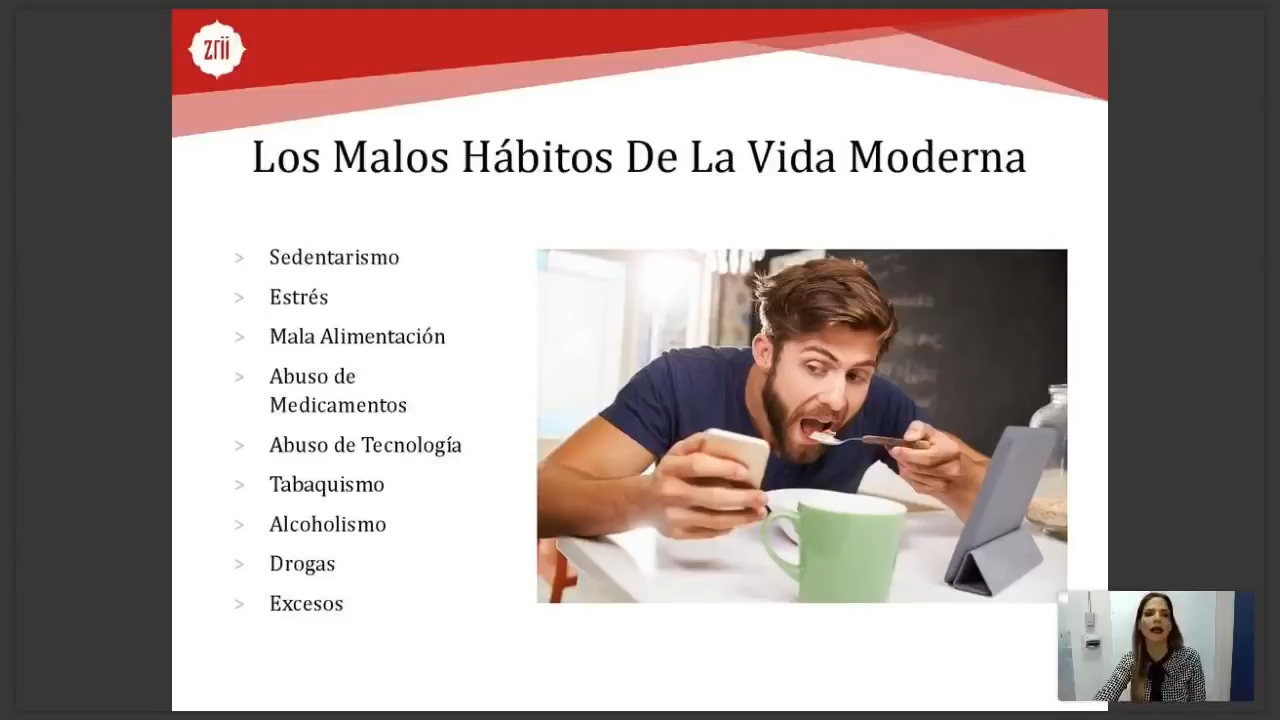 zrii
Los Malos Hábitos De La Vida Moderna
> Sedentarismo
> Estrés
> Mala Alimentación
> Abuso de
Medicamentos
> Abuso de Tecnología
> Tabaquismo
> Alcoholismo
> Drogas
> Excesos